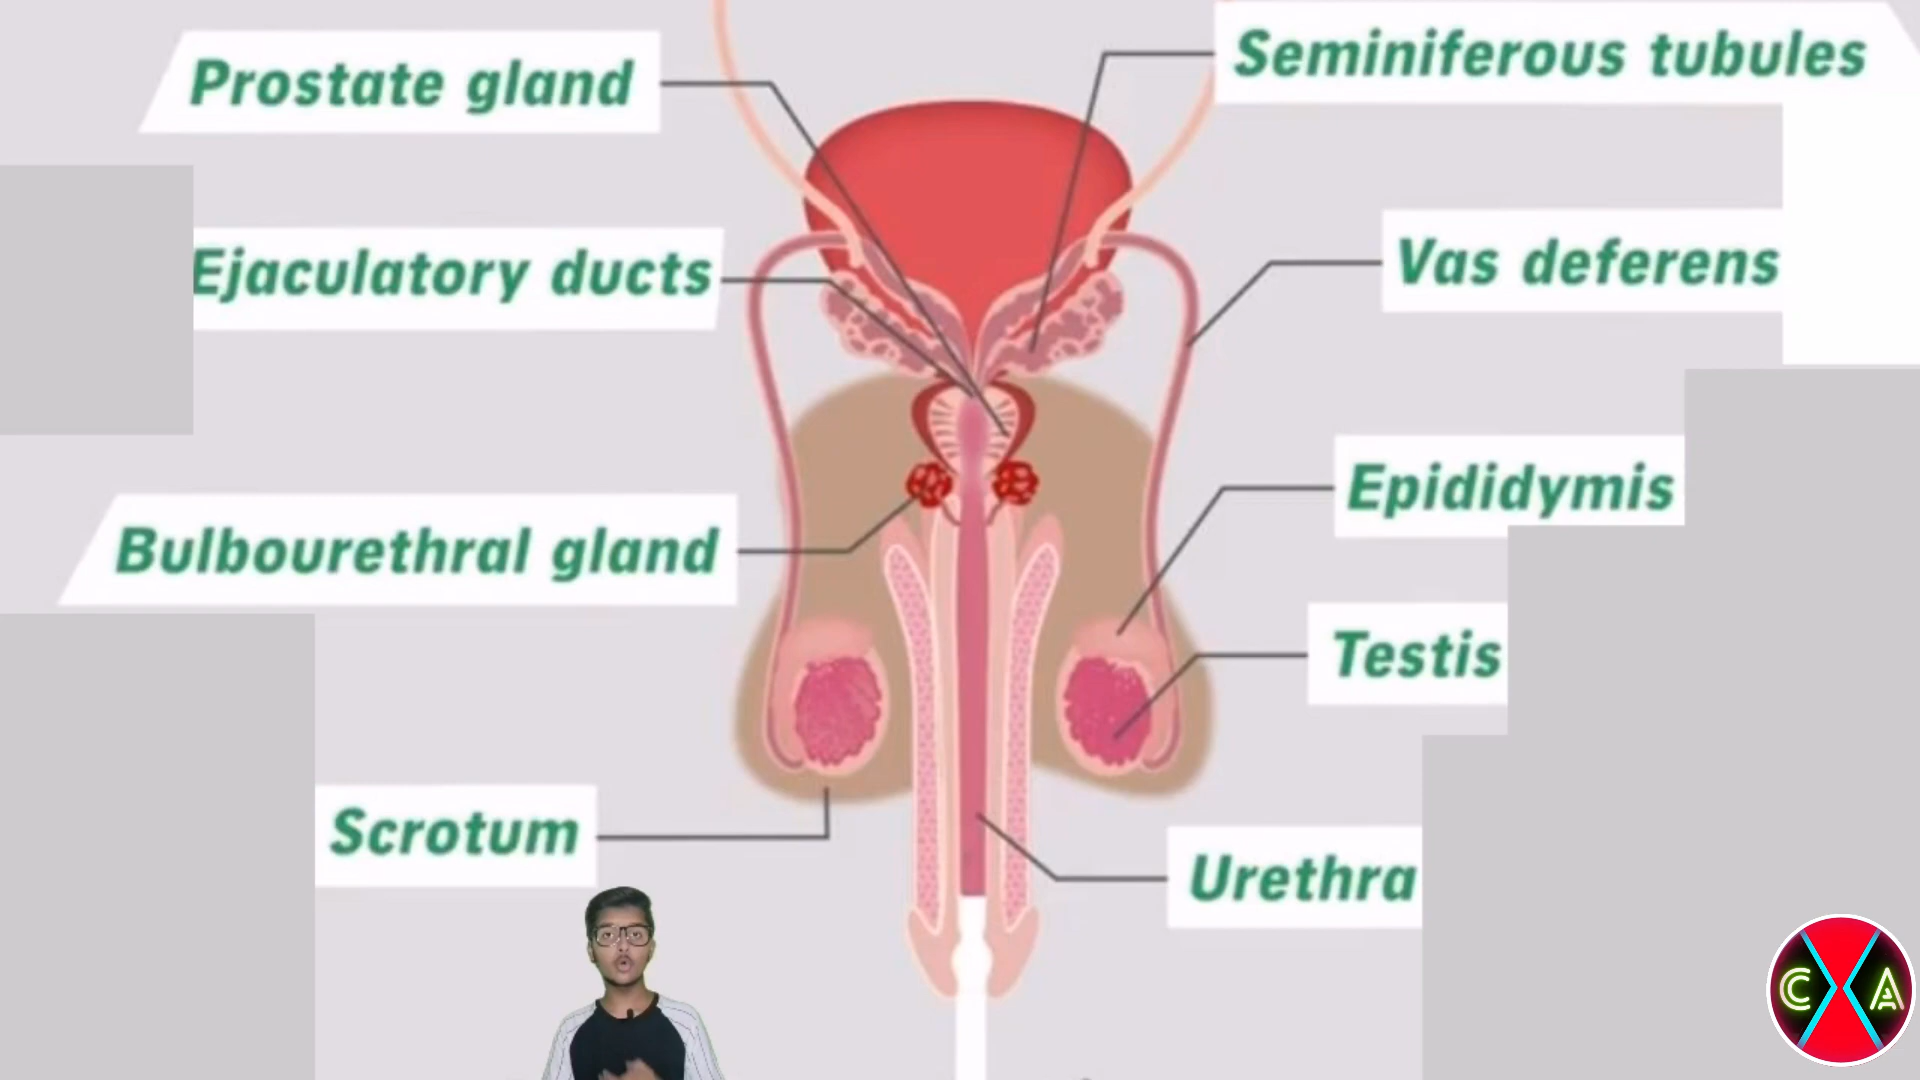 Prostate gland
Seminiferous tubules
Ejaculatory ducts
Vas deferens
Epididymis
Bulbourethral gland
Testis
Scrotum
Urethra
C X A